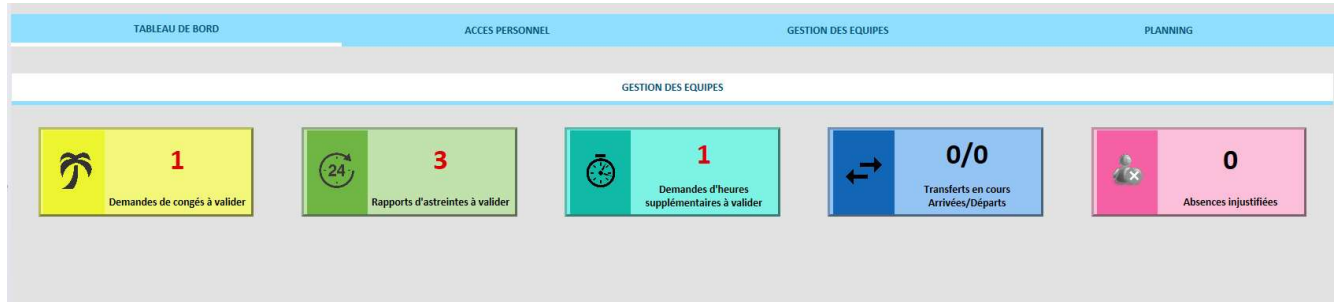 TABLEAU DE BORD
ACCES PERSONNEL
GESTION DES EQUIPES
PLANNING
GESTION DES EQUIPES
1
Demandes de congés à valider
24
3
Rapports d'astreintes à valider
1
Demandes d'heures
supplémentaires à valider
0/0
Transferts en cours
Arrivées/Départs
0
Absences injustifiées